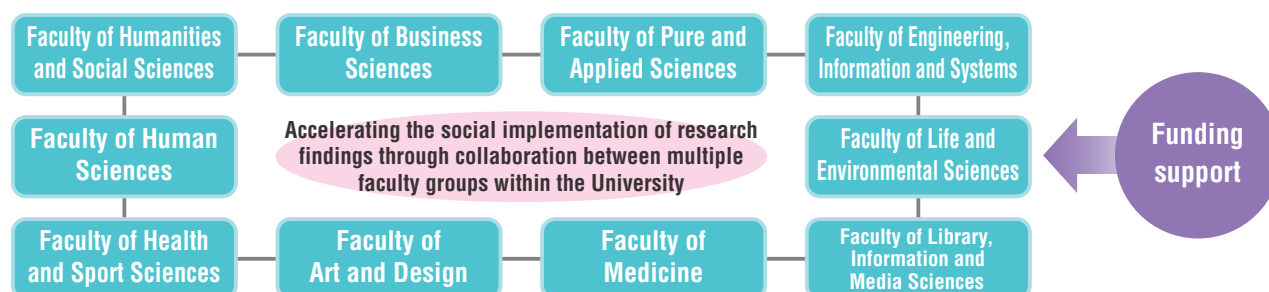 Faculty of Humanities
and Social Sciences
Faculty of Business
Sciences
Faculty of Pure and
Applied Sciences
Faculty of Engineering,
Information and Systems
Faculty of Human
Sciences
Accelerating the social implementation of research
findings through collaboration between multiple
faculty groups within the University
Faculty of Life and
Environmental Sciences
Funding
support
Faculty of Health
and Sport Sciences
Faculty of
Art and Design
Faculty of
Medicine
Faculty of Library,
Information and
Media Sciences